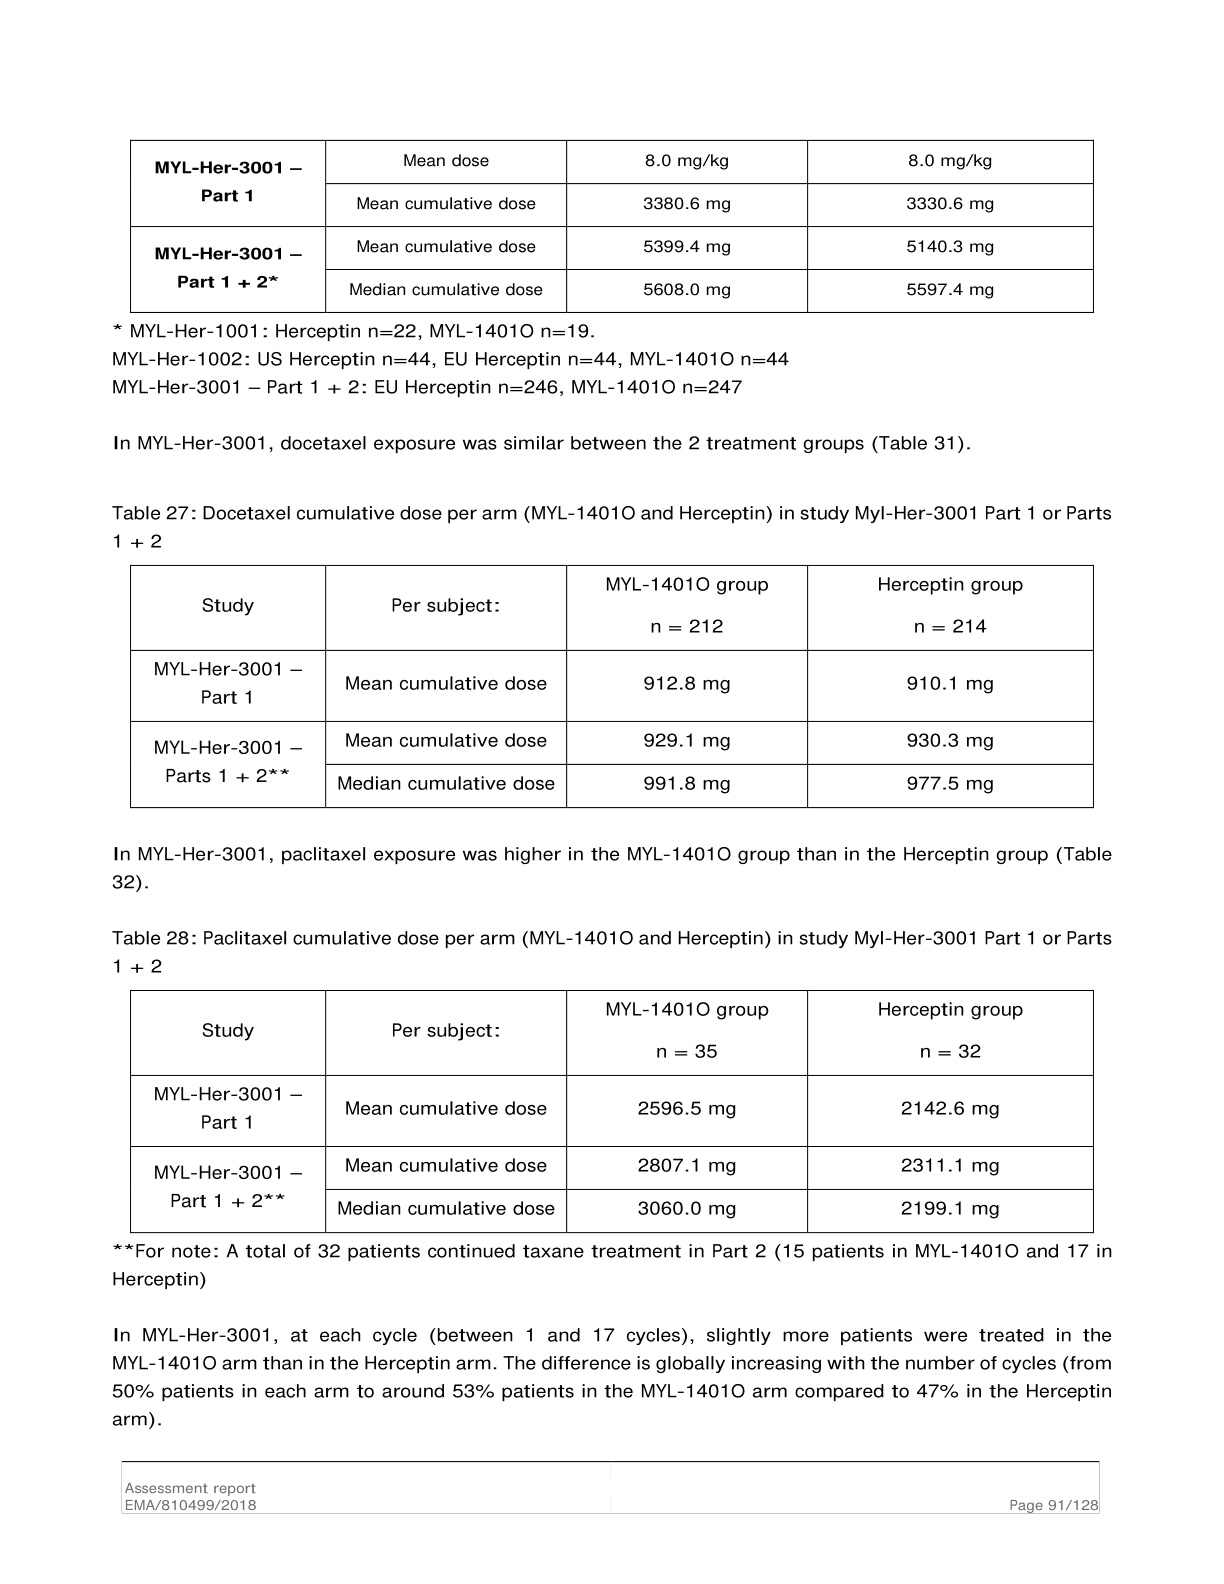 MYL-Her-3001 –
Part 1
Mean dose
8.0 mg/kg
8.0 mg/kg
Mean cumulative dose
3380.6 mg
3330.6 mg
MYL-Her-3001 –
Part 1 + 2*
Mean cumulative dose
5399.4 mg
5140.3 mg
Median cumulative dose
5608.0 mg
5597.4 mg
* MYL-Her-1001: Herceptin n=22, MYL-1401O n=19.
MYL-Her-1002: US Herceptin n=44, EU Herceptin n=44, MYL-1401O n=44
MYL-Her-3001 – Part 1 + 2: EU Herceptin n=246, MYL-1401O n=247
In MYL-Her-3001, docetaxel exposure was similar between the 2 treatment groups (Table 31).
Table 27: Docetaxel cumulative dose per arm (MYL-1401O and Herceptin) in study Myl-Her-3001 Part 1 or Parts
1 + 2
Study
Per subject:
MYL-1401O group
n = 212
Herceptin group
n = 214
MYL-Her-3001 –
Part 1
Mean cumulative dose
912.8 mg
910.1 mg
MYL-Her-3001 –
Parts 1 + 2**
Mean cumulative dose
929.1 mg
930.3 mg
Median cumulative dose
991.8 mg
977.5 mg
In MYL-Her-3001, paclitaxel exposure was higher in the MYL-1401O group than in the Herceptin group (Table
32).
Table 28: Paclitaxel cumulative dose per arm (MYL-1401O and Herceptin) in study Myl-Her-3001 Part 1 or Parts
1 + 2
Study
Per subject:
MYL-1401O group
n = 35
Herceptin group
n = 32
MYL-Her-3001 –
Part 1
Mean cumulative dose
2596.5 mg
2142.6 mg
MYL-Her-3001 –
Part 1 + 2**
Mean cumulative dose
2807.1 mg
2311.1 mg
Median cumulative dose
3060.0 mg
2199.1 mg
**For note: A total of 32 patients continued taxane treatment in Part 2 (15 patients in MYL-1401O and 17 in
Herceptin)
In MYL-Her-3001, at each cycle (between 1 and 17 cycles), slightly more patients were treated in the
MYL-1401O arm than in the Herceptin arm. The difference is globally increasing with the number of cycles (from
50% patients in each arm to around 53% patients in the MYL-1401O arm compared to 47% in the Herceptin
arm).
Assessment report
EMA/810499/2018
Page 91/128